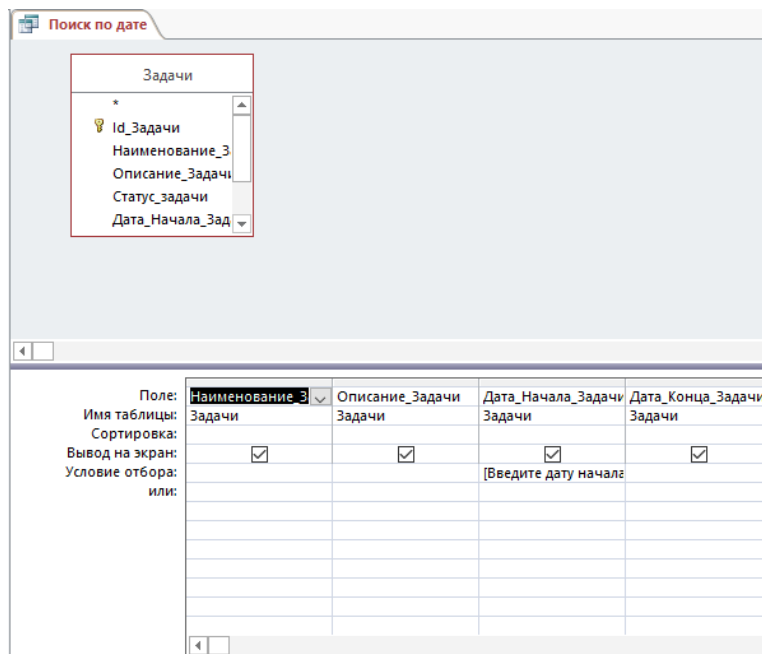 Поиск по дате
Задачи
*
Id_Задачи
Наименование_З
Описание_Задачи
Статус_задачи
Дата_Начала_Зад
Поле: Наименование_З Описание_Задачи Дата_Начала_Задачи Дата_Конца_Задачи
Имя таблицы: Задачи Задачи Задачи Задачи
Сортировка:
Вывод на экран:
Условие отбора: [Введите дату начала
или: